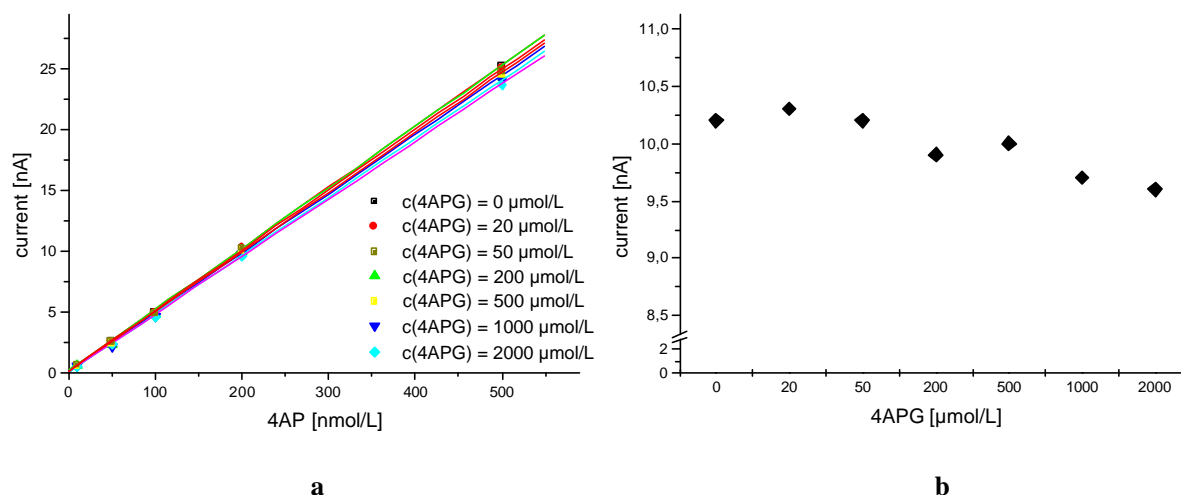 25
20
15
10
5
0
0
100
200
300
400
500
current [nA]
4AP [nmol/L]
c(4APG) = 0 µmol/L
c(4APG) = 20 µmol/L
c(4APG) = 50 µmol/L
c(4APG) = 200 µmol/L
c(4APG) = 500 µmol/L
c(4APG) = 1000 µmol/L
c(4APG) = 2000 µmol/L
a
11,0
10,5
10,0
9,5
9,0
8,5
2
0
0
20
50
200
500
1000
2000
current [nA]
4APG [µmol/L]
b